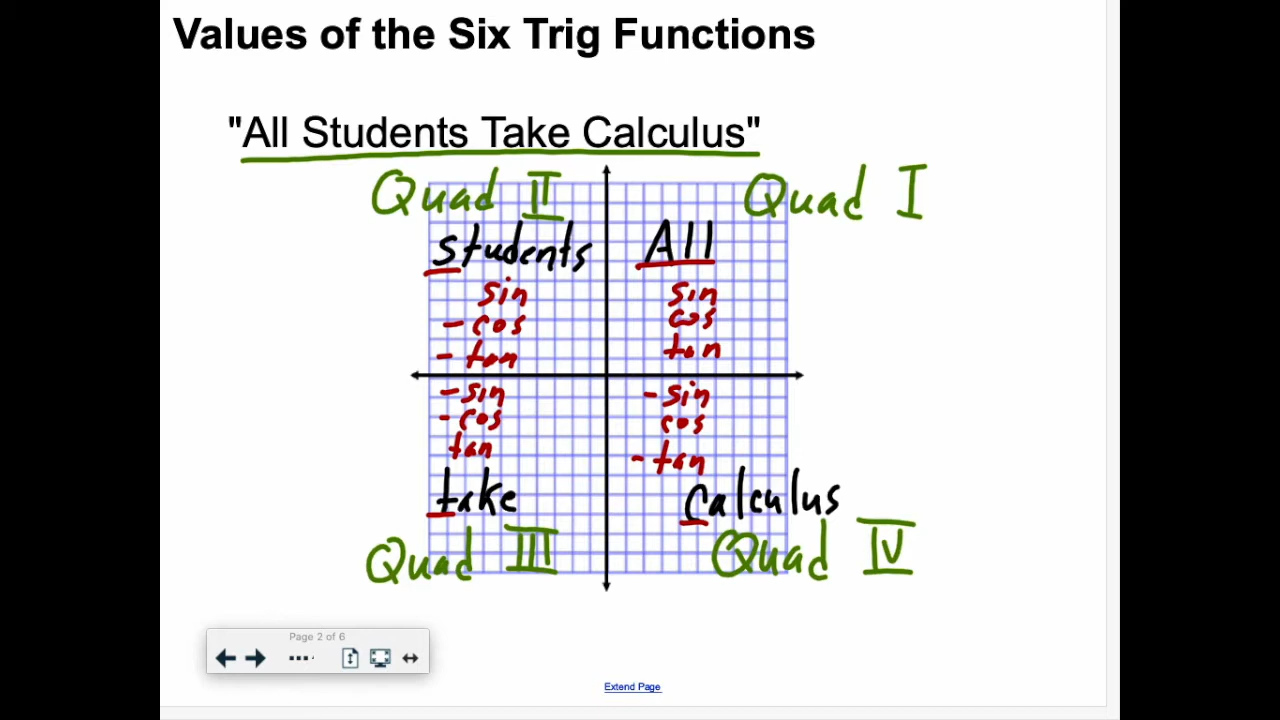 Values of the Six Trig Functions
"All Students Take Calculus"
Quad II
Quad I
students
All
sin
- cos
- tan
sin
cos
tan
- sin
- cos
tan
- sin
cos
- tan
take
calculus
Quad III
Quad IV
Page 2 of 6
Extend Page